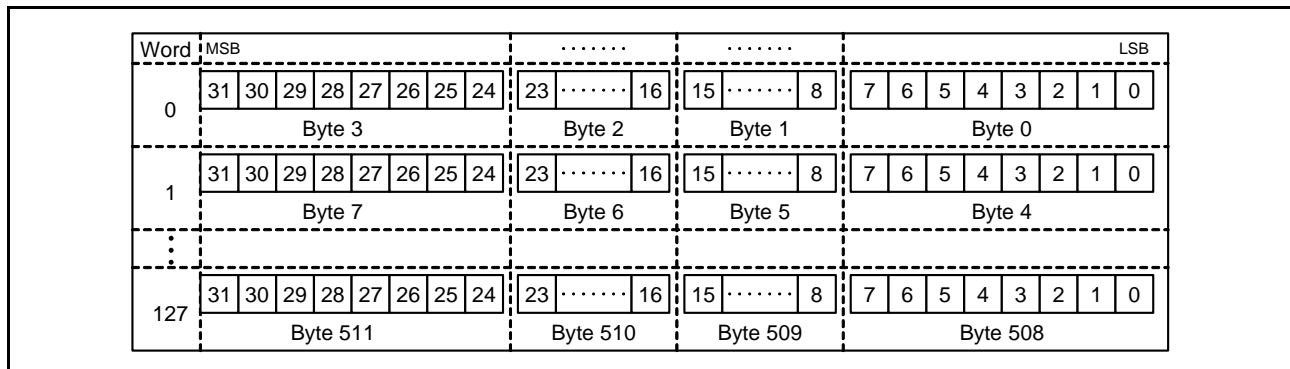 Word MSB ....... ....... LSB
0 31 30 29 28 27 26 25 24 23 ....... 16 15 ....... 8 7 6 5 4 3 2 1 0
Byte 3 Byte 2 Byte 1 Byte 0
1 31 30 29 28 27 26 25 24 23 ....... 16 15 ....... 8 7 6 5 4 3 2 1 0
Byte 7 Byte 6 Byte 5 Byte 4
127 31 30 29 28 27 26 25 24 23 ....... 16 15 ....... 8 7 6 5 4 3 2 1 0
Byte 511 Byte 510 Byte 509 Byte 508